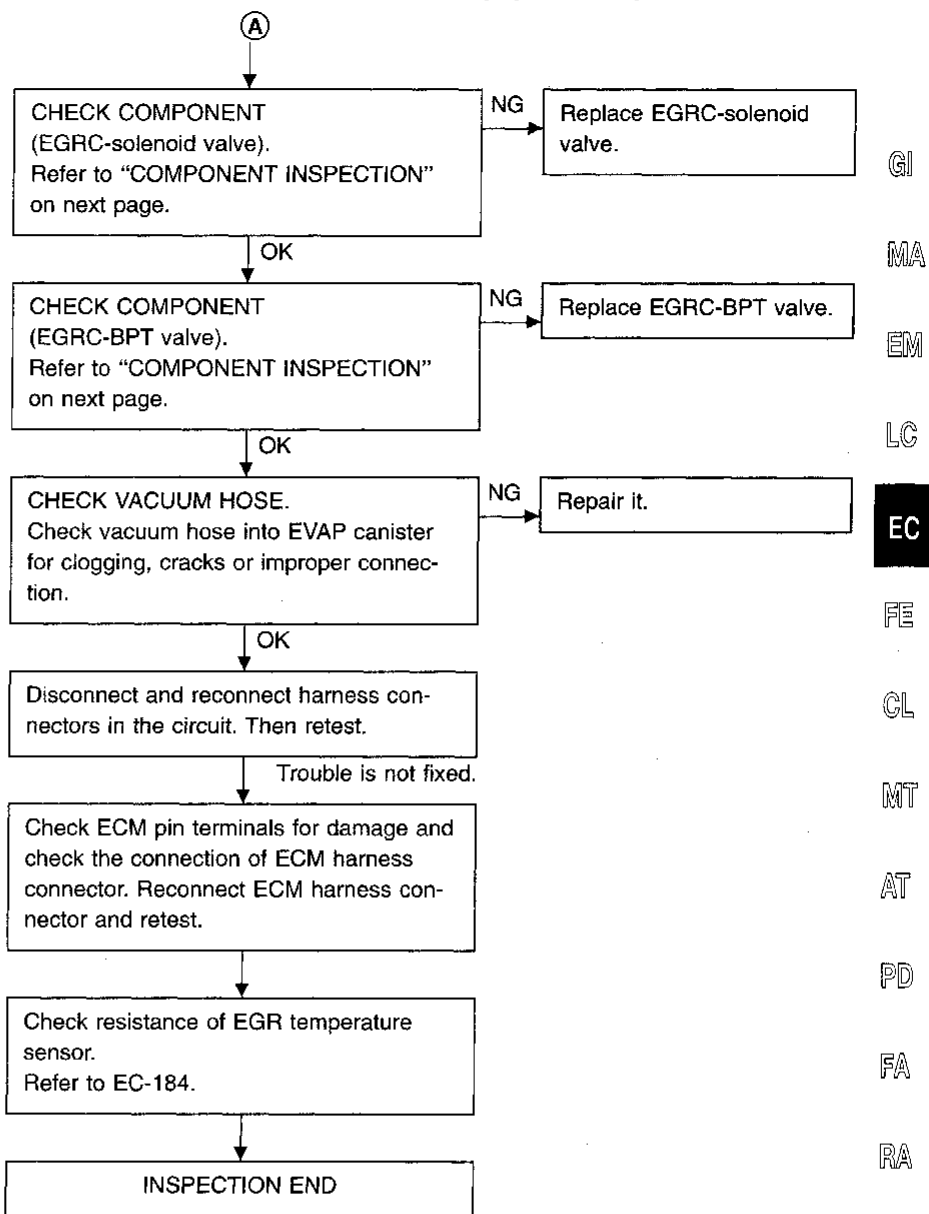 A
CHECK COMPONENT
(EGRC-solenoid valve).
Refer to “COMPONENT INSPECTION”
on next page.
NG
Replace EGRC-solenoid
valve.
OK
CHECK COMPONENT
(EGRC-BPT valve).
Refer to “COMPONENT INSPECTION”
on next page.
NG
Replace EGRC-BPT valve.
OK
CHECK VACUUM HOSE.
Check vacuum hose into EVAP canister
for clogging, cracks or improper connec-
tion.
NG
Repair it.
OK
Disconnect and reconnect harness con-
nectors in the circuit. Then retest.
Trouble is not fixed.
Check ECM pin terminals for damage and
check the connection of ECM harness
connector. Reconnect ECM harness con-
nector and retest.
Check resistance of EGR temperature
sensor.
Refer to EC-184.
INSPECTION END
GI
MA
EM
LC
EC
FE
CL
MT
AT
PD
FA
RA